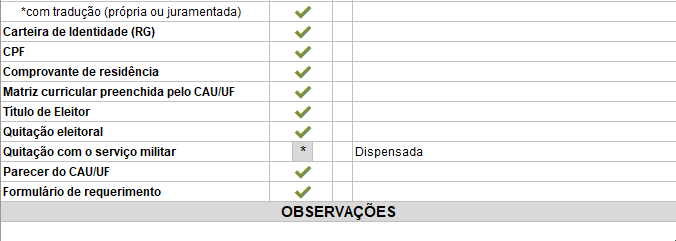 *com tradução (própria ou juramentada)
Carteira de Identidade (RG)
CPF
Comprovante de residência
Matriz curricular preenchida pelo CAU/UF
Título de Eleitor
Quitação eleitoral
Quitação com o serviço militar * Dispensada
Parecer do CAU/UF
Formulário de requerimento
OBSERVAÇÕES